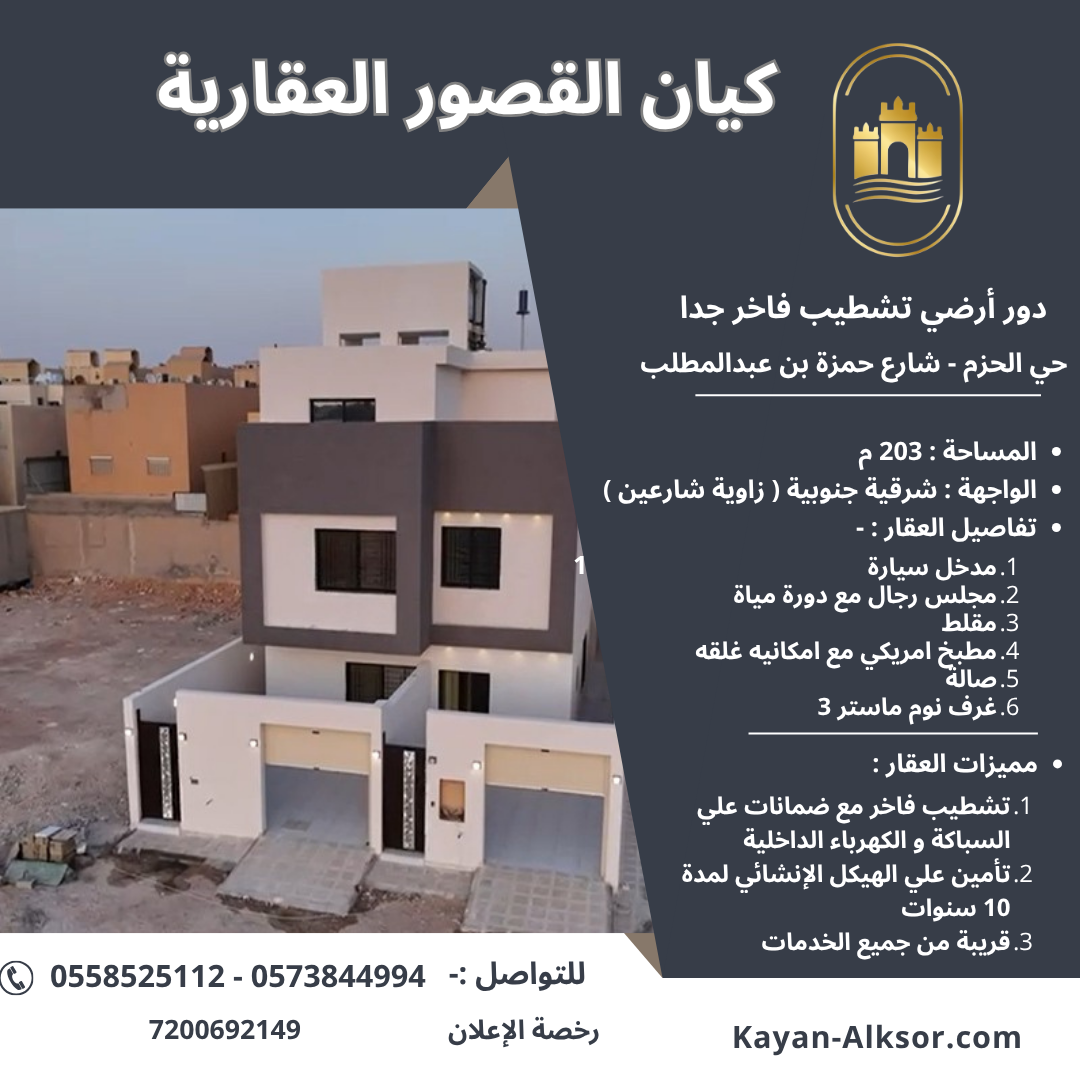 كيان القصور العقارية
دور أرضي تشطيب فاخر جدا
حي الحزم - شارع حمزة بن عبدالمطلب
• المساحة : 203 م
• الواجهة : شرقية جنوبية ( زاوية شارعين )
• تفاصيل العقار : -
1
1. مدخل سيارة
2. مجلس رجال مع دورة مياة
3. مقلط
4. مطبخ امريكي مع امكانيه غلقه
5. صالة
6. غرف نوم ماستر 3
• مميزات العقار :
1. تشطيب فاخر مع ضمانات علي
السباكة و الكهرباء الداخلية
2. تأمين علي الهيكل الإنشائي لمدة
10 سنوات
3. قريبة من جميع الخدمات
للتواصل :- 0573844994 - 0558525112
رخصة الإعلان 7200692149
Kayan-Alksor.com